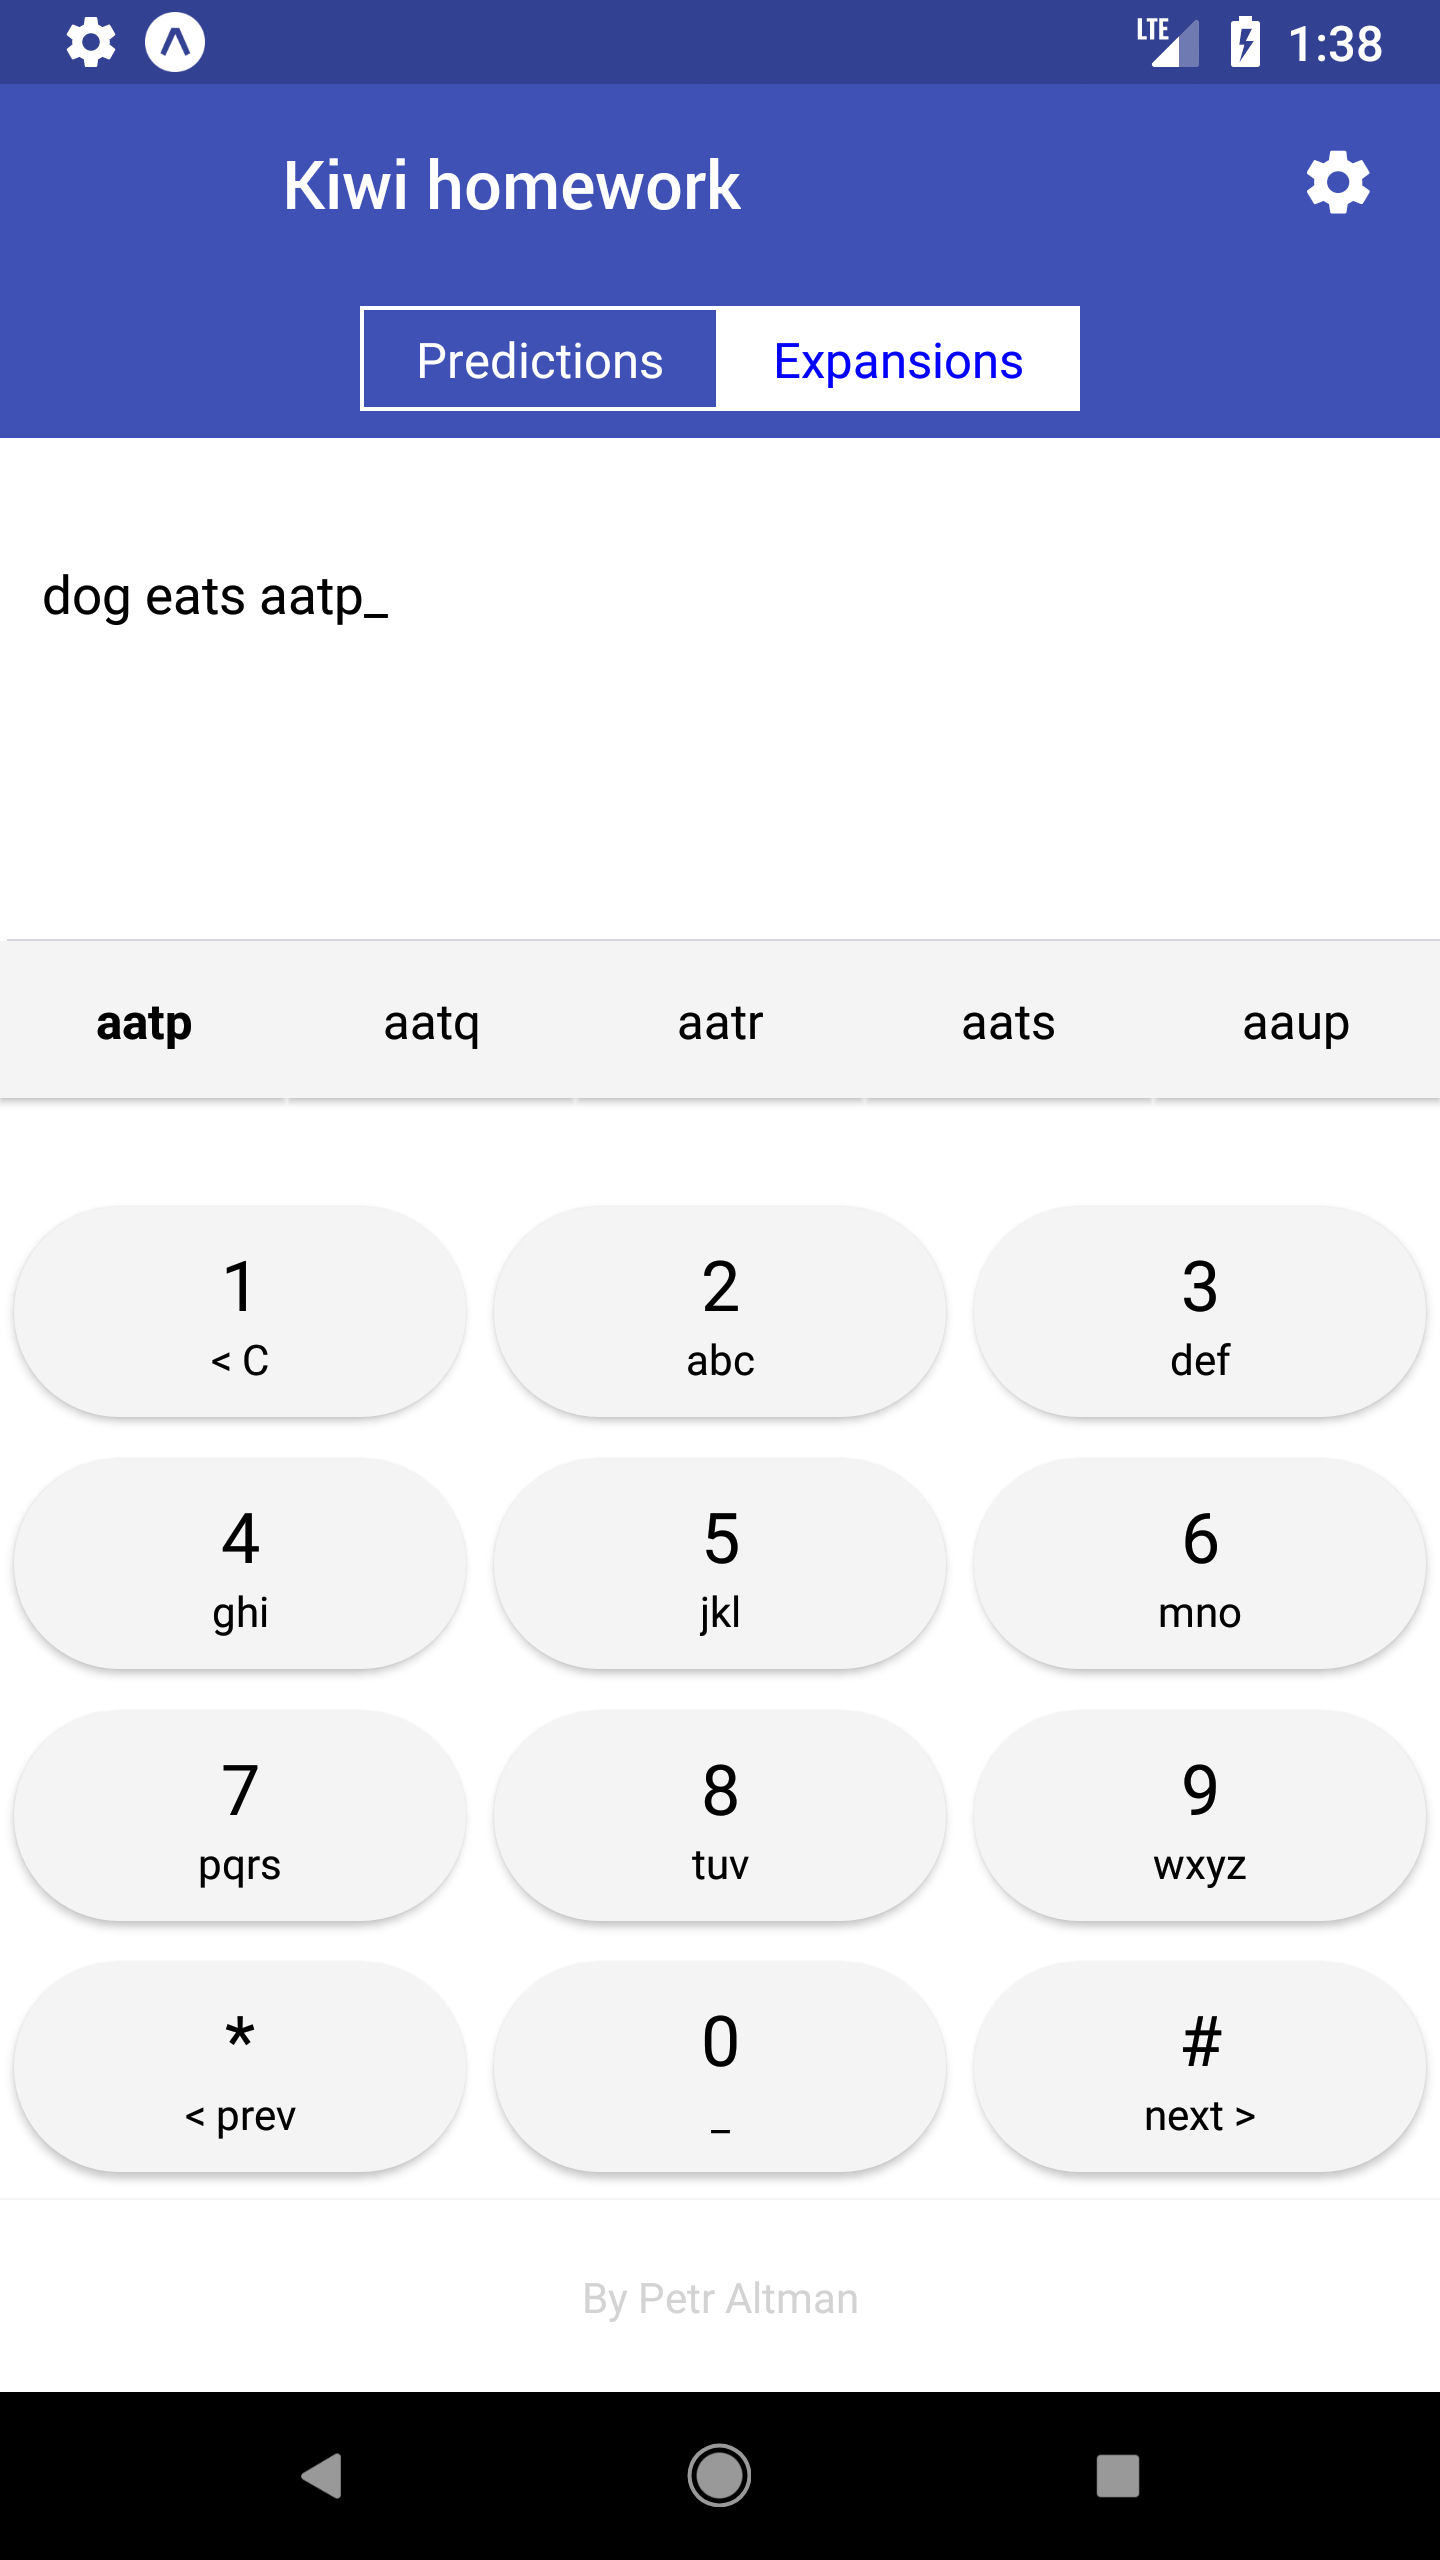 LTE 1:38
Kiwi homework
Predictions Expansions
dog eats aatp_
aatp aatq aatr aats aaup
1 2 3
< C abc def
4 5 6
ghi jkl mno
7 8 9
pqrs tuv wxyz
* 0 #
< prev _ next >
By Petr Altman